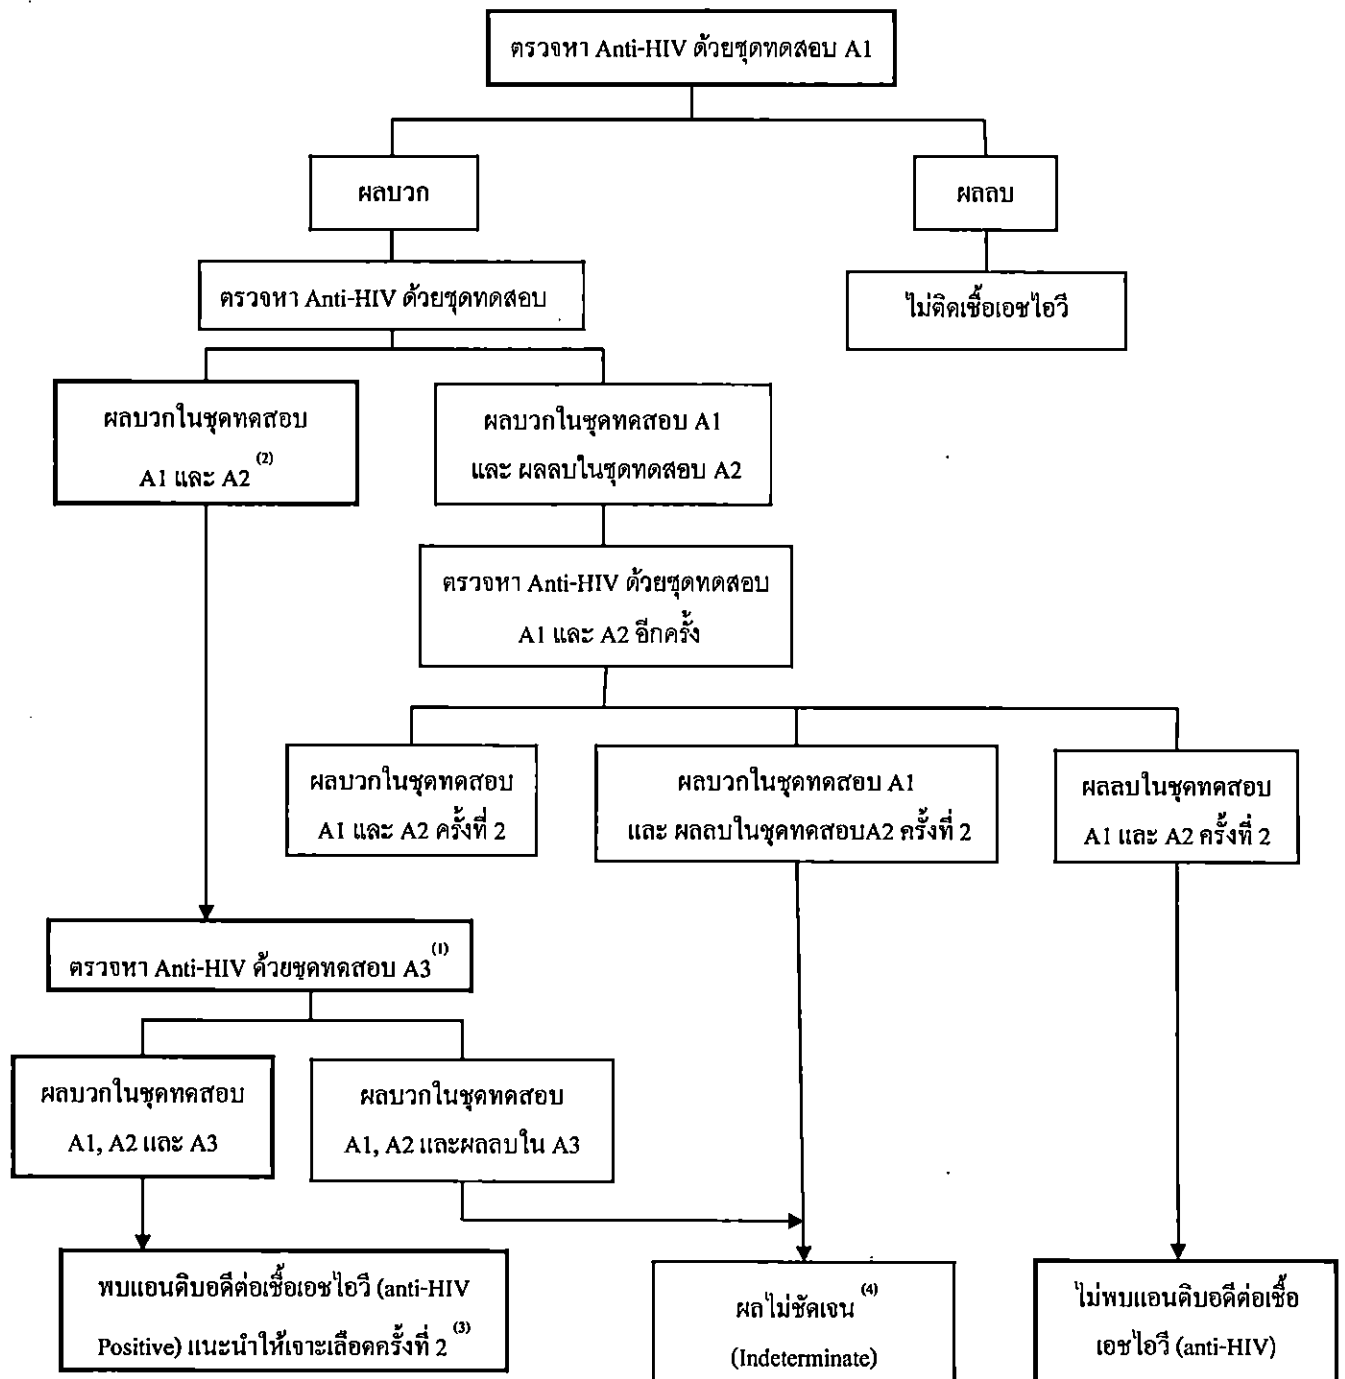 ตรวจหา Anti-HIV ด้วยชุดทดสอบ A1
ผลบวก
ผลลบ
ตรวจหา Anti-HIV ด้วยชุดทดสอบ
ไม่ติดเชื้อเอชไอวี
ผลบวกในชุดทดสอบ
A1 และ A2 (2)
ผลบวกในชุดทดสอบ A1
และ ผลลบในชุดทดสอบ A2
ตรวจหา Anti-HIV ด้วยชุดทดสอบ
A1 และ A2 อีกครั้ง
ผลบวกในชุดทดสอบ
A1 และ A2 ครั้งที่ 2
ผลบวกในชุดทดสอบ A1
และ ผลลบในชุดทดสอบA2 ครั้งที่ 2
ผลลบในชุดทดสอบ
A1 และ A2 ครั้งที่ 2
ตรวจหา Anti-HIV ด้วยชุดทดสอบ A3 (1)
ผลบวกในชุดทดสอบ
A1, A2 และ A3
ผลบวกในชุดทดสอบ
A1, A2 และผลลบใน A3
พบแอนติบอดีต่อเชื้อเอชไอวี (anti-HIV
Positive) แนะนำให้เจาะเลือดครั้งที่ 2 (3)
ผลไม่ชัดเจน (4)
(Indeterminate)
ไม่พบแอนติบอดีต่อเชื้อ
เอชไอวี (anti-HIV)